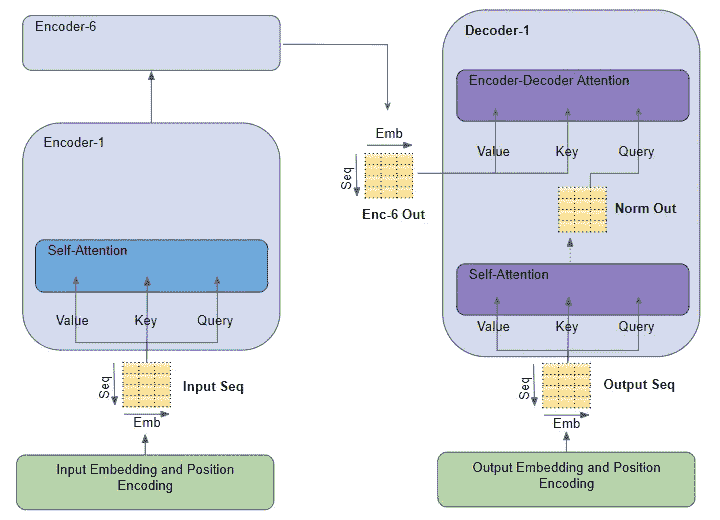 Encoder-6
Encoder-1
Self-Attention
Value
Key
Query
Seq
Input Seq
Emb
Input Embedding and Position
Encoding
Emb
Seq
Enc-6 Out
Decoder-1
Encoder-Decoder Attention
Value
Key
Query
Norm Out
Self-Attention
Value
Key
Query
Seq
Output Seq
Emb
Output Embedding and Position
Encoding